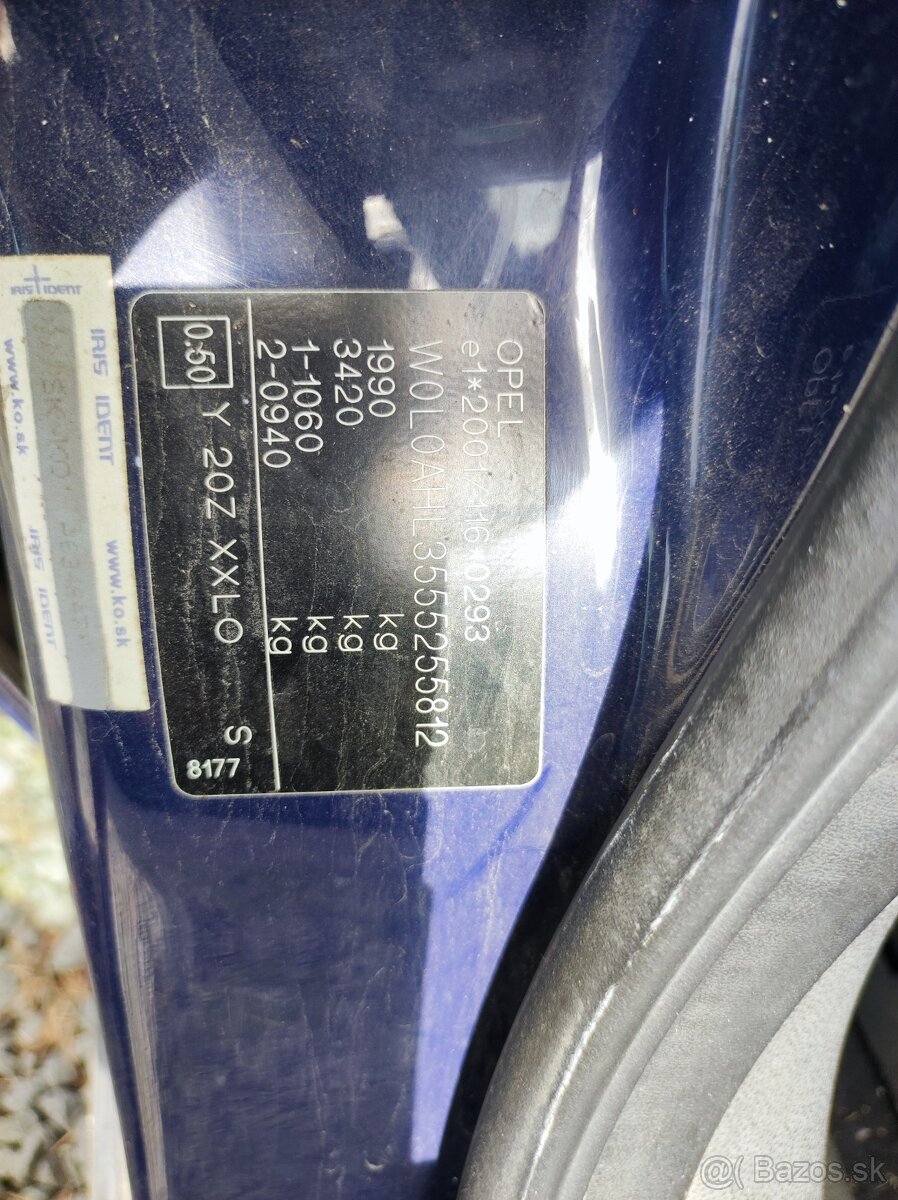 OPEL
e1*2001/116*0293
W0L0AHL3555255812
1990 kg
3420 kg
1-1060 kg
2-0940 kg
0.50 Y 20Z XXLO S
8177
IRIS IDENT
IRIS IDENT
www.ko.sk
IRIS IDENT
www.ko.sk
Bazos.sk